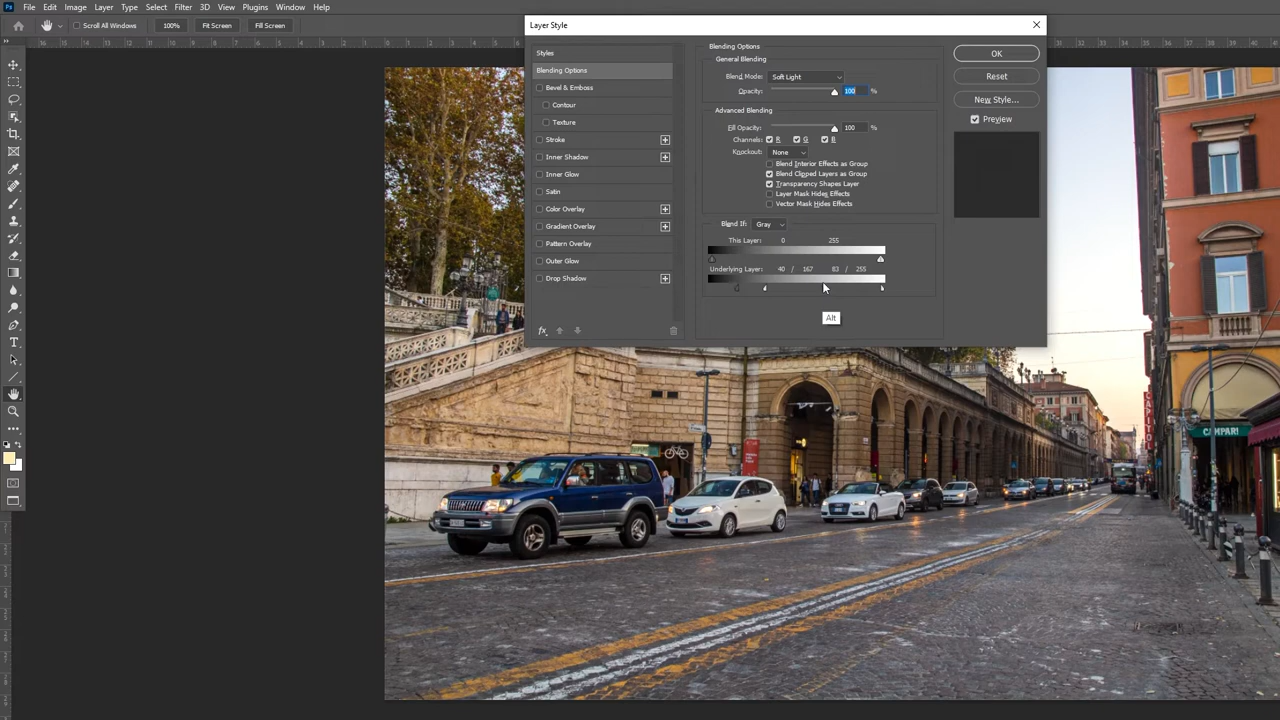 Ps File Edit Image Layer Type Select Filter 3D View Plugins Window Help
Scroll All Windows 100% Fit Screen Fill Screen
Layer Style
Styles
Blending Options
Bevel & Emboss
Contour
Texture
Stroke
Inner Shadow
Inner Glow
Satin
Color Overlay
Gradient Overlay
Pattern Overlay
Outer Glow
Drop Shadow
fx
Blending Options
General Blending
Blend Mode: Soft Light
Opacity: 100 %
Advanced Blending
Fill Opacity: 100 %
Channels: R G B
Knockout: None
Blend Interior Effects as Group
Blend Clipped Layers as Group
Transparency Shapes Layer
Layer Mask Hides Effects
Vector Mask Hides Effects
Blend If: Gray
This Layer: 0 255
Underlying Layer: 40 / 167 83 / 255
Alt
OK
Reset
New Style...
Preview
CAPITOL
CAMPARI